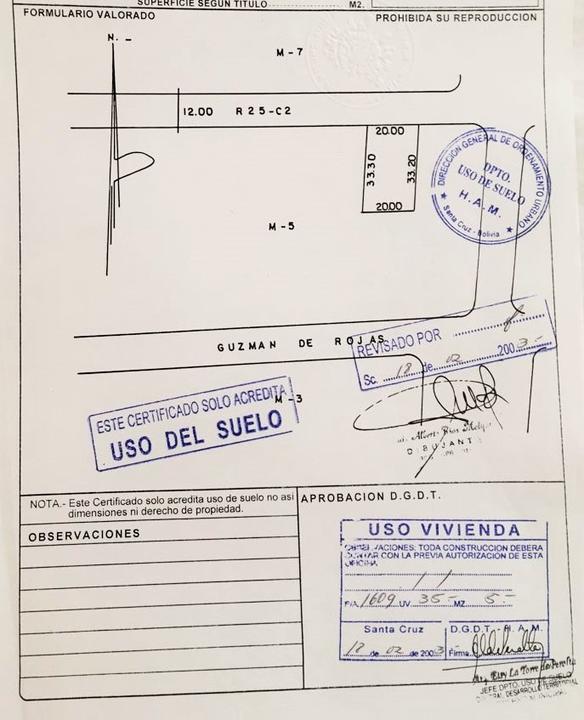 SUPERFICIE SEGUN TITULO M2.
FORMULARIO VALORADO
PROHIBIDA SU REPRODUCCION
N.
M-7
12.00 R25-C2
20.00
33.30
33.20
20.00
DIRECCION GENERAL DE ORDENAMIENTO URBANO
DPTO.
USO DE SUELO
H.A.M.
Santa Cruz - Bolivia
M-5
GUZMAN DE ROJAS
REVISADO POR
Sc. 18 de 02 2003
M-3
ESTE CERTIFICADO SOLO ACREDITA
USO DEL SUELO
DIBUJANTE
NOTA.- Este Certificado solo acredita uso de suelo no asi
dimensiones ni derecho de propiedad.
OBSERVACIONES
APROBACION D.G.D.T.
USO VIVIENDA
OBSERVACIONES: TODA CONSTRUCCION DEBERA
CONTAR CON LA PREVIA AUTORIZACION DE ESTA
OFICINA
1609 UV 35- MZ 5-
Santa Cruz
D.G.D.T. - H.A.M.
18 de 02 de 2003
Firma
JEFE DPTO. USO DE SUELO